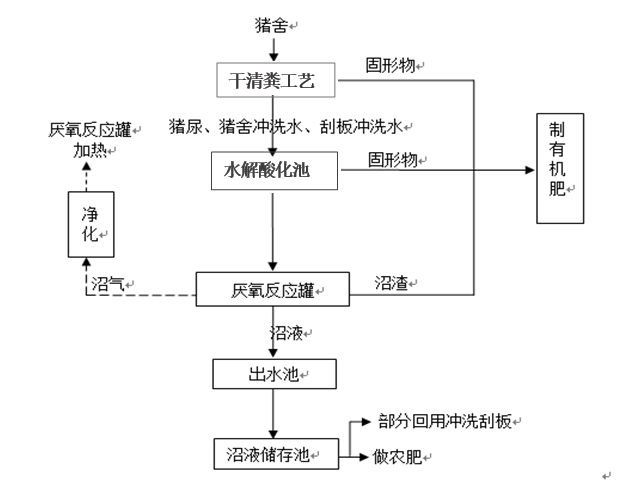 猪舍
固形物
干清粪工艺
猪尿、猪舍冲洗水、刮板冲洗水
厌氧反应罐
加热
固形物
水解酸化池
制
有
机
肥
净
化
沼气
厌氧反应罐
沼渣
沼液
出水池
部分回用冲洗刮板
沼液储存池
做农肥